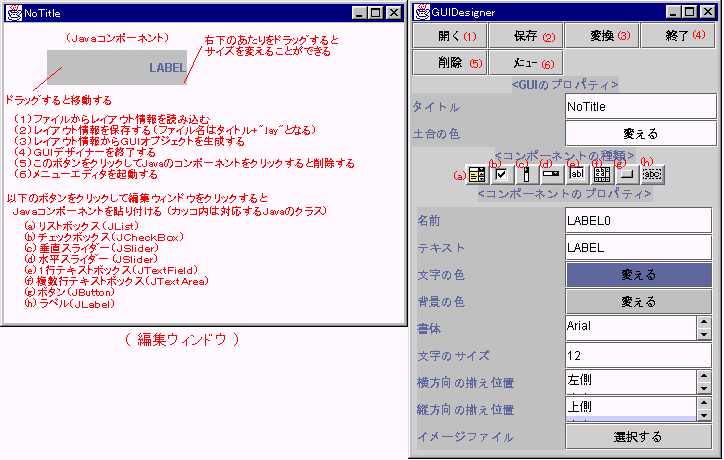 NoTitle
(Javaコンポーネント)
右下のあたりをドラッグすると
サイズを変えることができる
LABEL
ドラッグすると移動する
(1)ファイルからレイアウト情報を読み込む
(2)レイアウト情報を保存する(ファイル名はタイトル+"lay"となる)
(3)レイアウト情報からGUIオブジェクトを生成する
(4)GUIデザイナーを終了する
(5)このボタンをクリックしてJavaのコンポーネントをクリックすると削除する
(6)メニューエディタを起動する
以下のボタンをクリックして編集ウィンドウをクリックすると
Javaコンポーネントを貼り付ける(カッコ内は対応するJavaのクラス)
(a)リストボックス(JList)
(b)チェックボックス(JCheckBox)
(c)垂直スライダー(JSlider)
(d)水平スライダー(JSlider)
(e)1行テキストボックス(JTextField)
(f)複数行テキストボックス(JTextArea)
(g)ボタン(JButton)
(h)ラベル(JLabel)
( 編集ウィンドウ )
GUIDesigner
開く(1) 保存(2) 変換(3) 終了(4)
削除(5) メニュー(6)
<GUIのプロパティ>
タイトル NoTitle
土台の色 変える
<コンポーネントの種類>
(a) (b) (c) (d) (e) (f) (g) (h)
abl abc
<コンポーネントのプロパティ>
名前 LABEL0
テキスト LABEL
文字の色 変える
背景の色 変える
書体 Arial
文字のサイズ 12
横方向の揃え位置 左側
縦方向の揃え位置 上側
イメージファイル 選択する